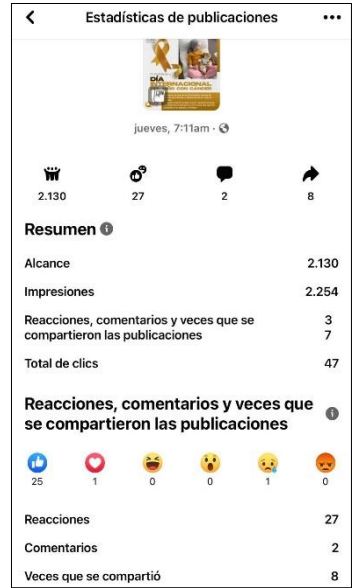 Estadísticas de publicaciones
DÍA
INTERNACIONAL
CON CÁNCER
jueves, 7:11am ·
2.130 27 2 8
Resumen
Alcance 2.130
Impresiones 2.254
Reacciones, comentarios y veces que se 3
compartieron las publicaciones 7
Total de clics 47
Reacciones, comentarios y veces que
se compartieron las publicaciones
25 1 0 0 1 0
Reacciones 27
Comentarios 2
Veces que se compartió 8